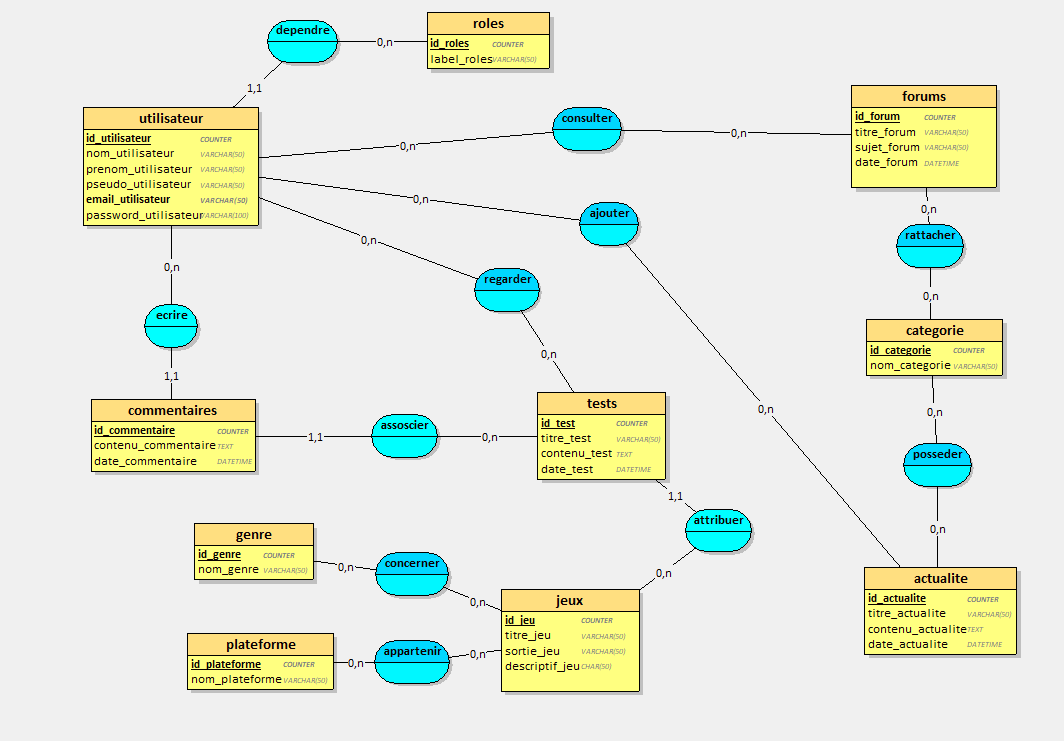 roles
id_roles COUNTER
label_roles VARCHAR(50)
dependre
0,n
1,1
utilisateur
id_utilisateur COUNTER
nom_utilisateur VARCHAR(50)
prenom_utilisateur VARCHAR(50)
pseudo_utilisateur VARCHAR(50)
email_utilisateur VARCHAR(50)
password_utilisateur VARCHAR(100)
consulter
0,n
0,n
forums
id_forum COUNTER
titre_forum VARCHAR(50)
sujet_forum VARCHAR(50)
date_forum DATETIME
ajouter
0,n
0,n
regarder
0,n
0,n
rattacher
0,n
0,n
ecrire
0,n
1,1
categorie
id_categorie COUNTER
nom_categorie VARCHAR(50)
commentaires
id_commentaire COUNTER
contenu_commentaire TEXT
date_commentaire DATETIME
associer
1,1
0,n
tests
id_test COUNTER
titre_test VARCHAR(50)
contenu_test TEXT
date_test DATETIME
posseder
0,n
0,n
attribuer
1,1
0,n
genre
id_genre COUNTER
nom_genre VARCHAR(50)
concerner
0,n
0,n
jeux
id_jeu COUNTER
titre_jeu VARCHAR(50)
sortie_jeu VARCHAR(50)
descriptif_jeu CHAR(50)
actualite
id_actualite COUNTER
titre_actualite VARCHAR(50)
contenu_actualite TEXT
date_actualite DATETIME
plateforme
id_plateforme COUNTER
nom_plateforme VARCHAR(50)
appartenir
0,n
0,n